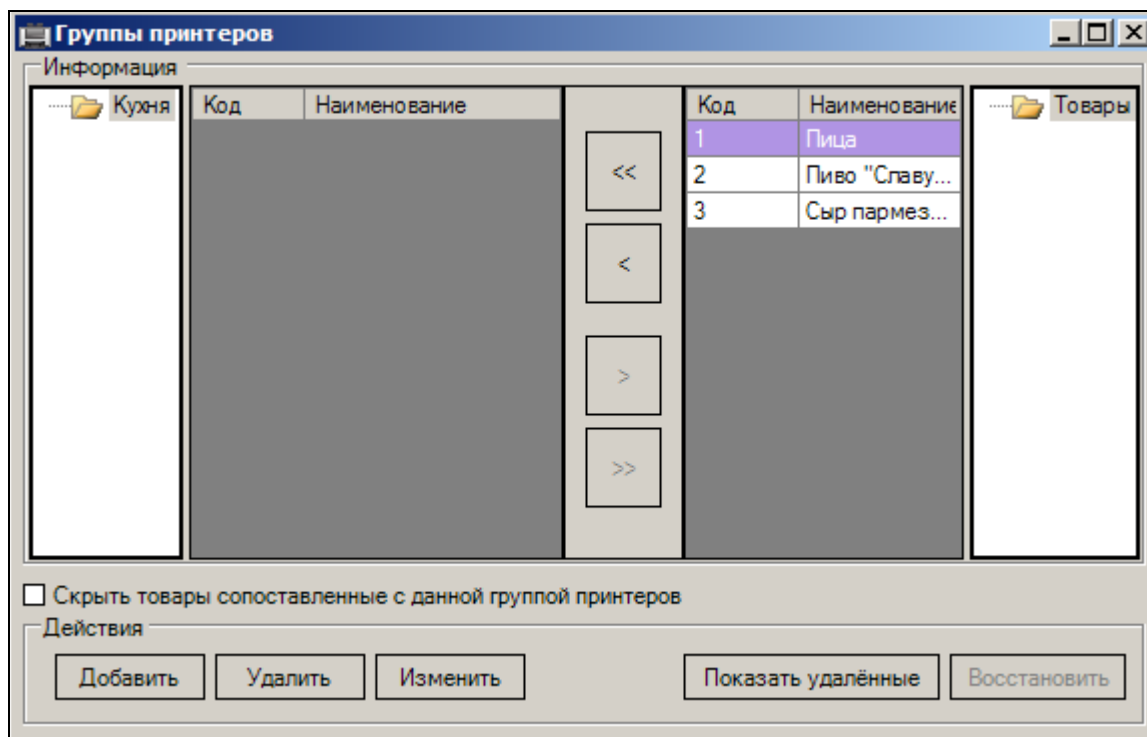 Группы принтеров
Информация
Кухня Код Наименование Код Наименование Товары
1 Пица
<< 2 Пиво "Славу...
3 Сыр пармез...
<
>
>>
Скрыть товары сопоставленные с данной группой принтеров
Действия
Добавить Удалить Изменить Показать удалённые Восстановить